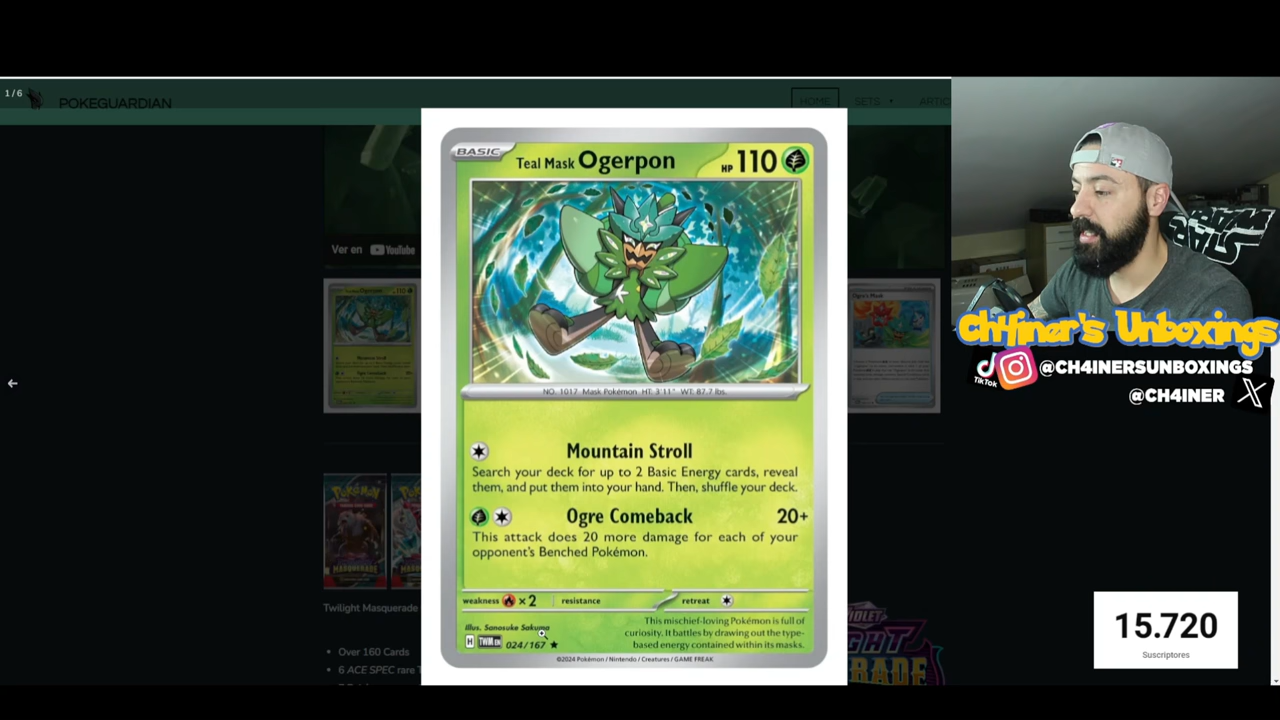 1 / 6
POKEGUARDIAN
HOME
SETS
ARTIC
Ver en YouTube
BASIC
Teal Mask Ogerpon
HP 110
NO. 1017 Mask Pokémon HT: 3'11" WT: 87.7 lbs.
Mountain Stroll
Search your deck for up to 2 Basic Energy cards, reveal
them, and put them into your hand. Then, shuffle your deck.
Ogre Comeback 20+
This attack does 20 more damage for each of your
opponent's Benched Pokémon.
weakness ×2 resistance retreat
Illus. Sanosuke Sakuma
H TWM EN 024/167
This mischief-loving Pokémon is full of
curiosity. It battles by drawing out the type-
based energy contained within its masks.
©2024 Pokémon / Nintendo / Creatures / GAME FREAK
Twilight Masquerade
Over 160 Cards
6 ACE SPEC rare T
Ch4iner's Unboxings
TikTok
@CH4INERSUNBOXINGS
@CH4INER
15.720
Suscriptores